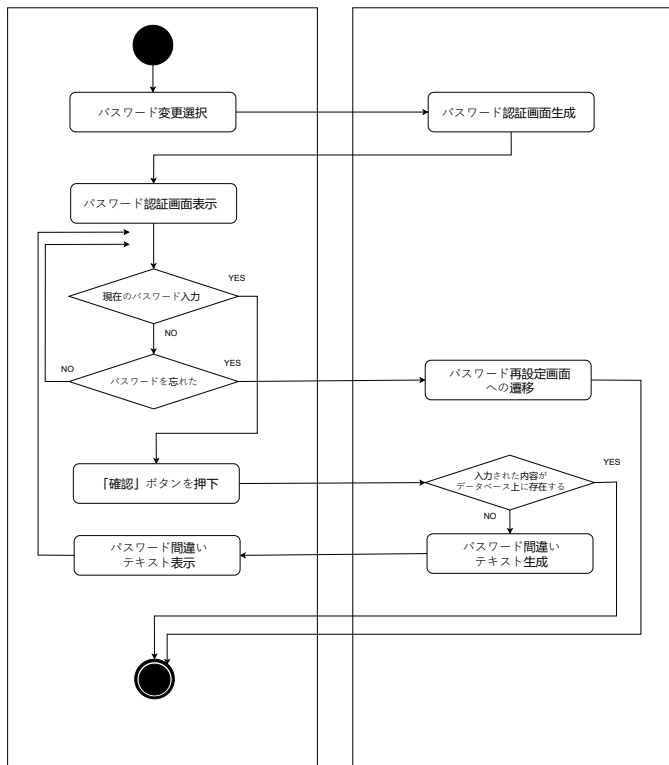 パスワード変更選択
パスワード認証画面生成
パスワード認証画面表示
YES
現在のパスワード入力
NO
YES
NO
パスワードを忘れた
パスワード再設定画面
への遷移
「確認」ボタンを押下
入力された内容が
データベース上に存在する
YES
NO
パスワード間違い
テキスト表示
パスワード間違い
テキスト生成